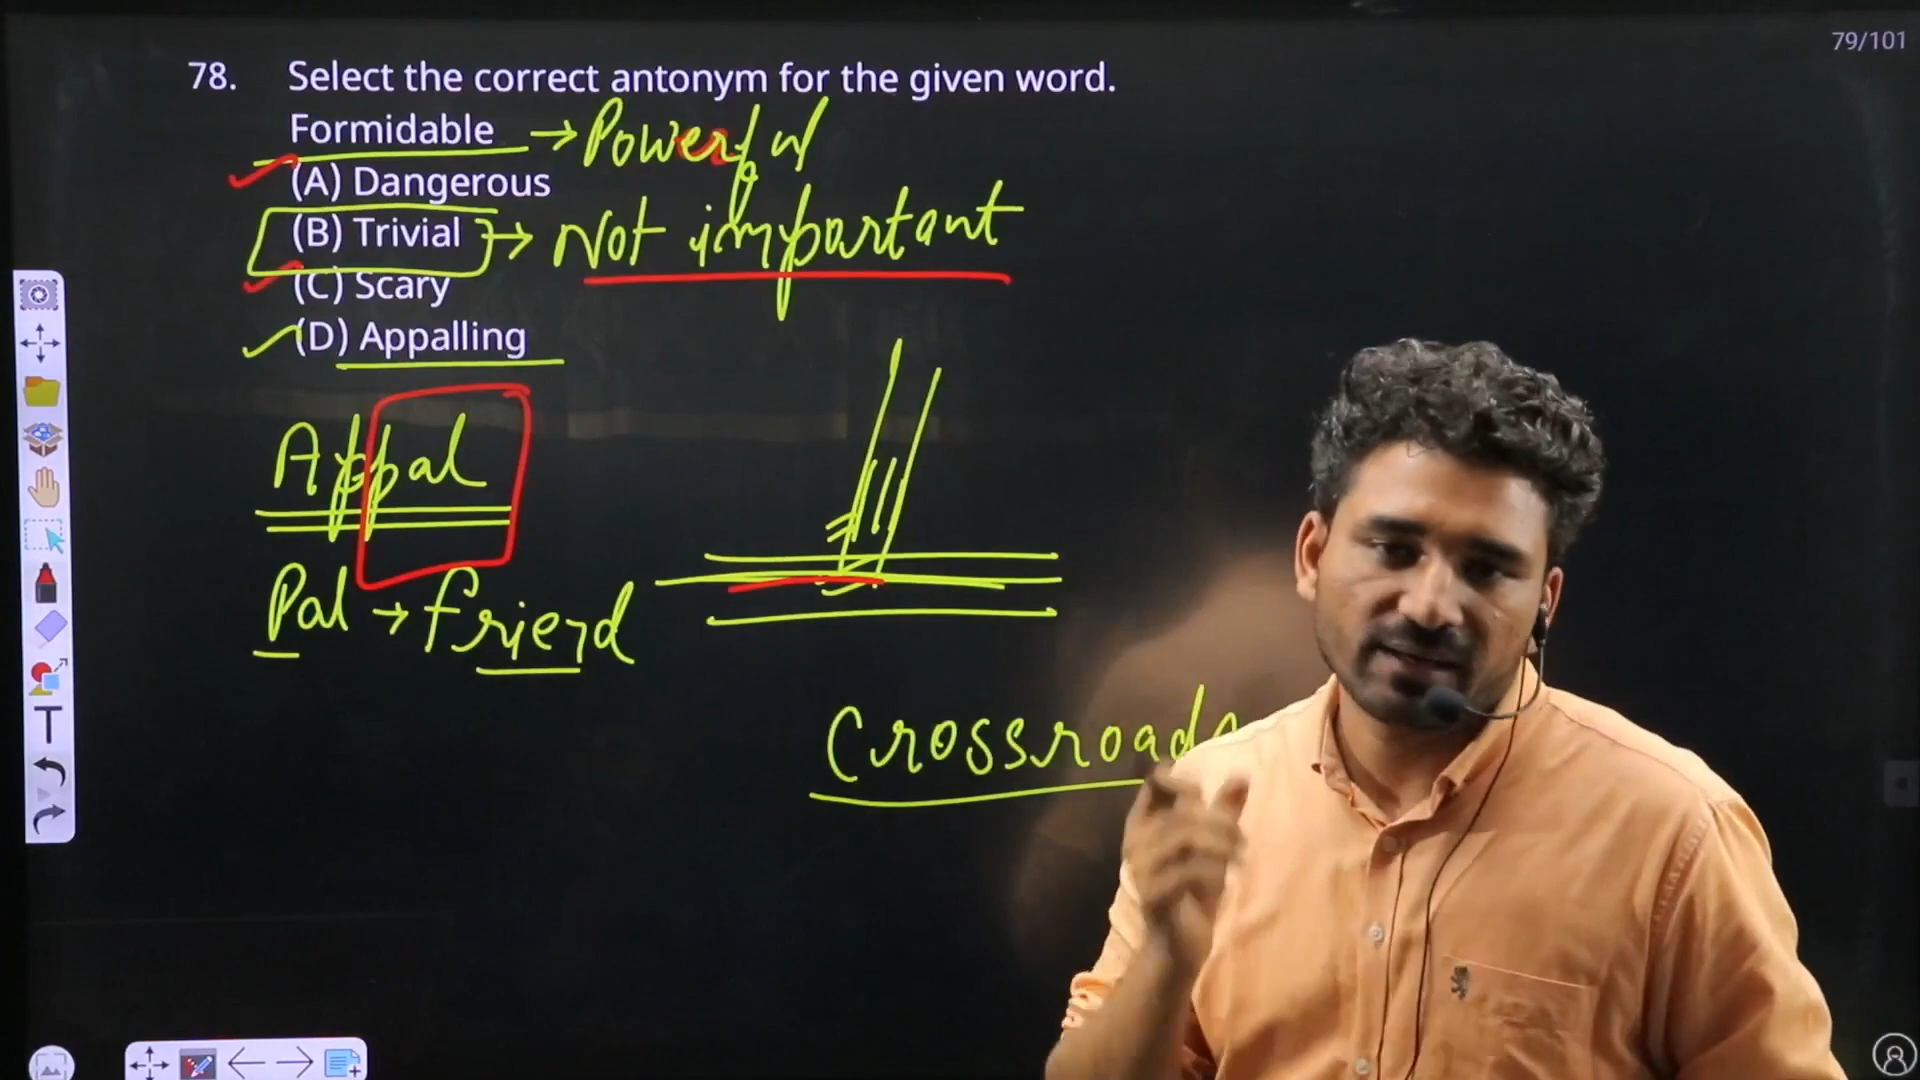 79/101
78. Select the correct antonym for the given word.
Formidable → Powerful
(A) Dangerous
(B) Trivial → Not important
(C) Scary
(D) Appalling
Appal
Pal → friend
Crossroads
T